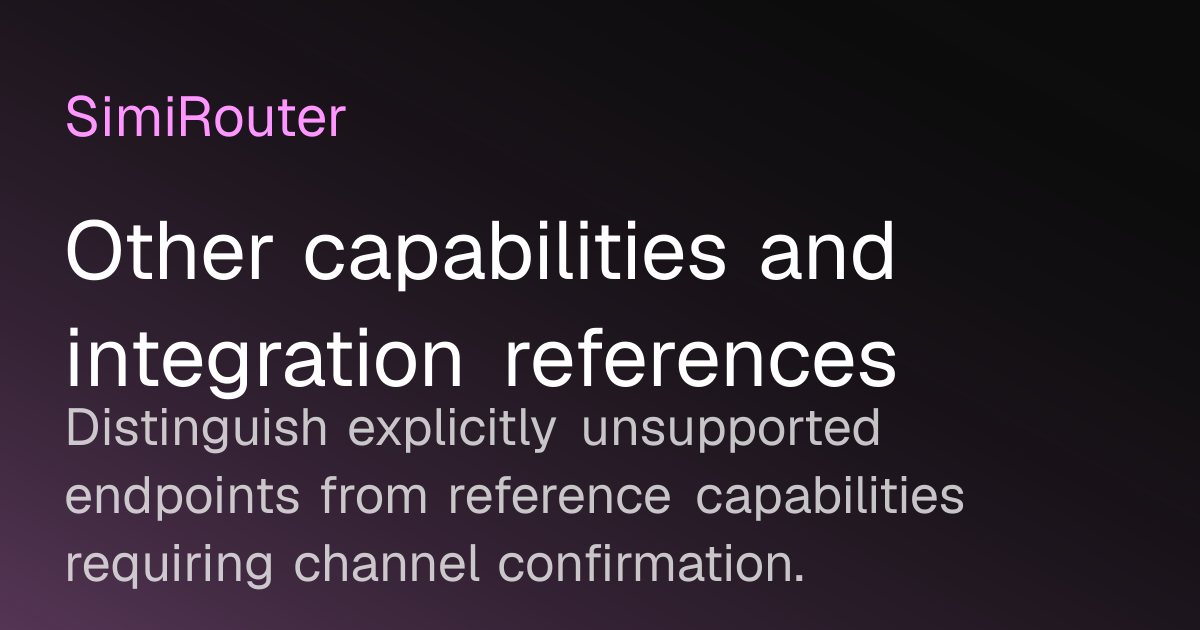 SimiRouter
Other capabilities and
integration references
Distinguish explicitly unsupported
endpoints from reference capabilities
requiring channel confirmation.